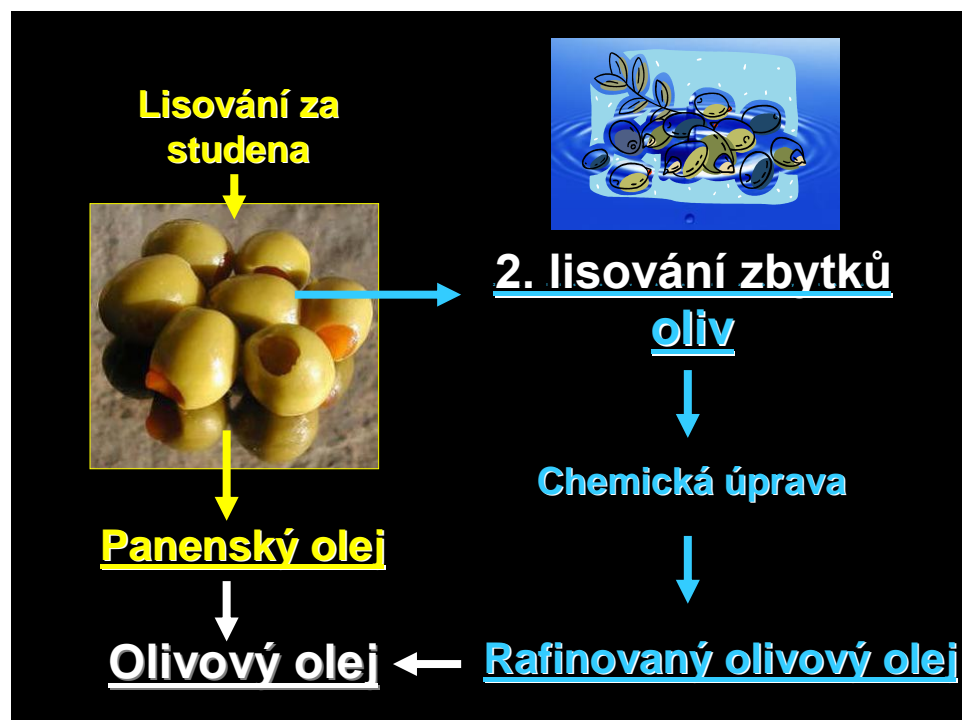 Lisování za
studena
2. lisování zbytků
oliv
Chemická úprava
Panenský olej
Olivový olej
Rafinovaný olivový olej